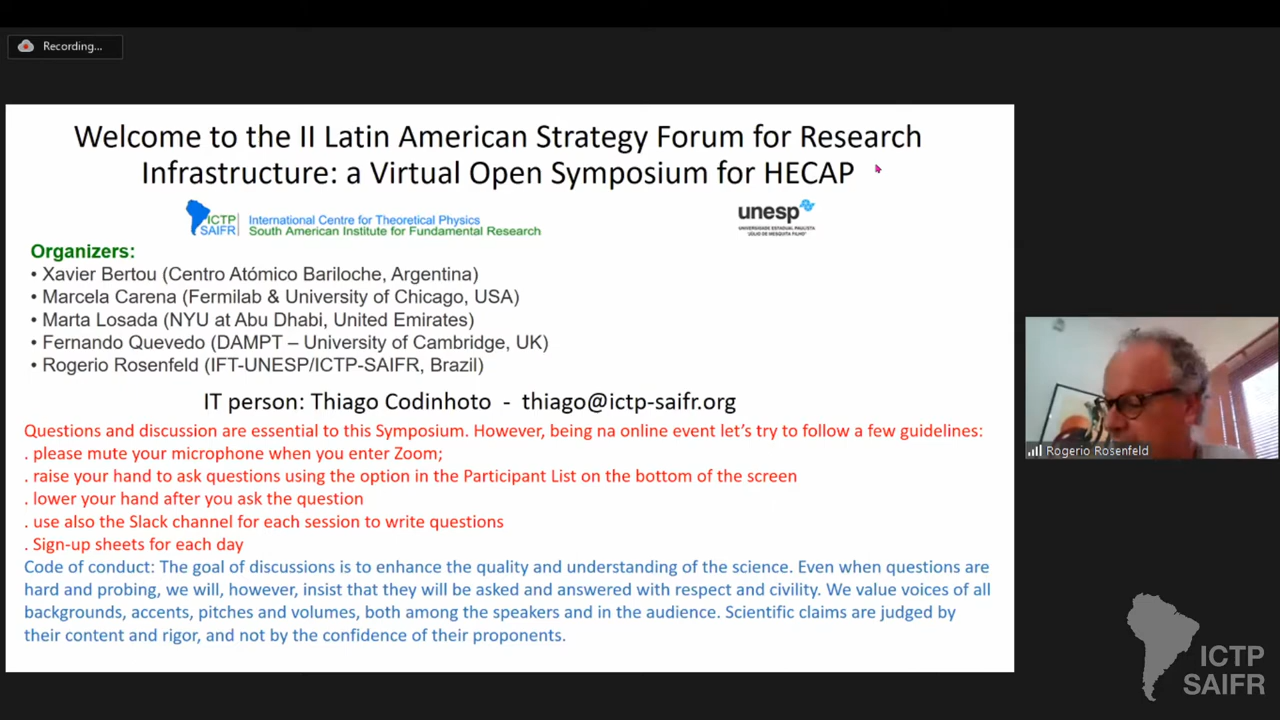 Recording...
Welcome to the II Latin American Strategy Forum for Research
Infrastructure: a Virtual Open Symposium for HECAP
ICTP
SAIFR
International Centre for Theoretical Physics
South American Institute for Fundamental Research
unesp
UNIVERSIDADE ESTADUAL PAULISTA
"JÚLIO DE MESQUITA FILHO"
Organizers:
• Xavier Bertou (Centro Atómico Bariloche, Argentina)
• Marcela Carena (Fermilab & University of Chicago, USA)
• Marta Losada (NYU at Abu Dhabi, United Emirates)
• Fernando Quevedo (DAMPT – University of Cambridge, UK)
• Rogerio Rosenfeld (IFT-UNESP/ICTP-SAIFR, Brazil)
IT person: Thiago Codinhoto - thiago@ictp-saifr.org
Questions and discussion are essential to this Symposium. However, being na online event let's try to follow a few guidelines:
. please mute your microphone when you enter Zoom;
. raise your hand to ask questions using the option in the Participant List on the bottom of the screen
. lower your hand after you ask the question
. use also the Slack channel for each session to write questions
. Sign-up sheets for each day
Code of conduct: The goal of discussions is to enhance the quality and understanding of the science. Even when questions are
hard and probing, we will, however, insist that they will be asked and answered with respect and civility. We value voices of all
backgrounds, accents, pitches and volumes, both among the speakers and in the audience. Scientific claims are judged by
their content and rigor, and not by the confidence of their proponents.
Rogerio Rosenfeld
ICTP
SAIFR